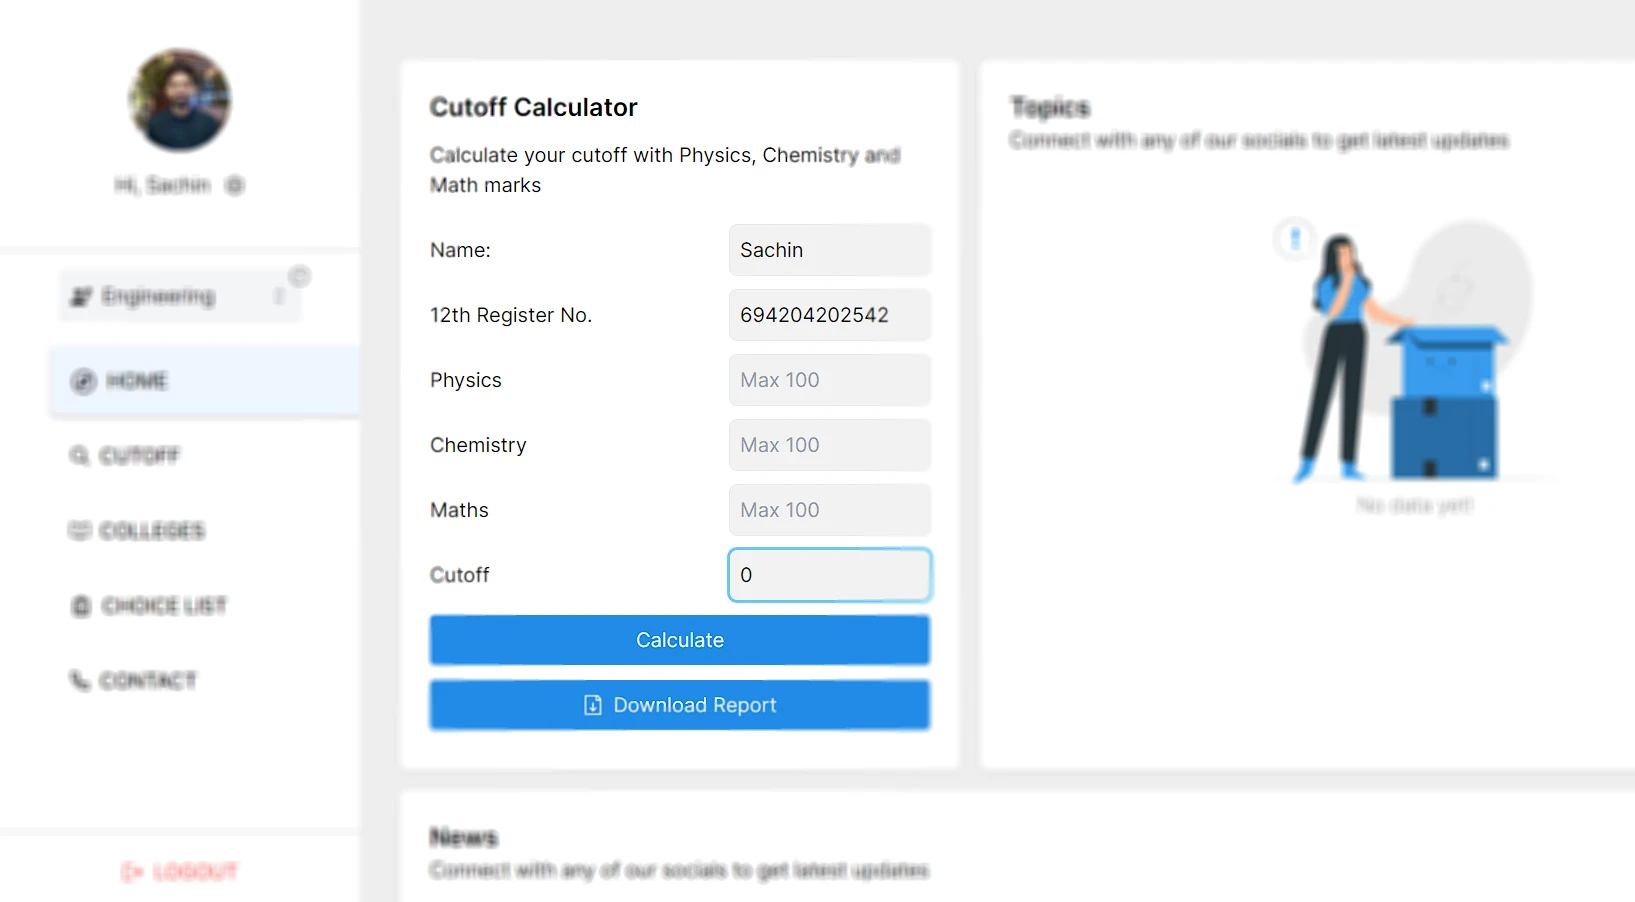 Hi, Sachin
Engineering
HOME
CUTOFF
COLLEGES
CHOICE LIST
CONTACT
LOGOUT
Cutoff Calculator
Calculate your cutoff with Physics, Chemistry and
Math marks
Name:
Sachin
12th Register No.
694204202542
Physics
Max 100
Chemistry
Max 100
Maths
Max 100
Cutoff
0
Calculate
Download Report
Topics
Connect with any of our socials to get latest updates
No data yet!
News
Connect with any of our socials to get latest updates